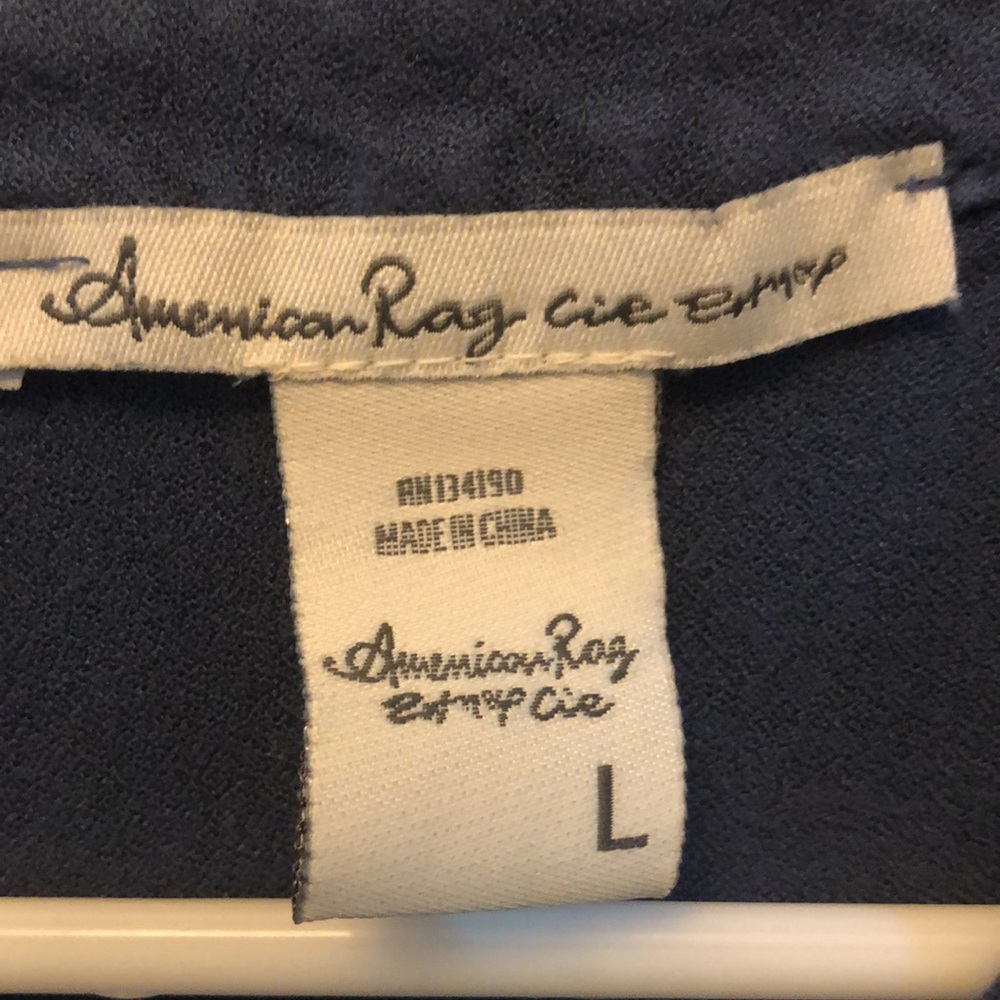 American Rag Cie
RN134190
MADE IN CHINA
American Rag
Cie
L